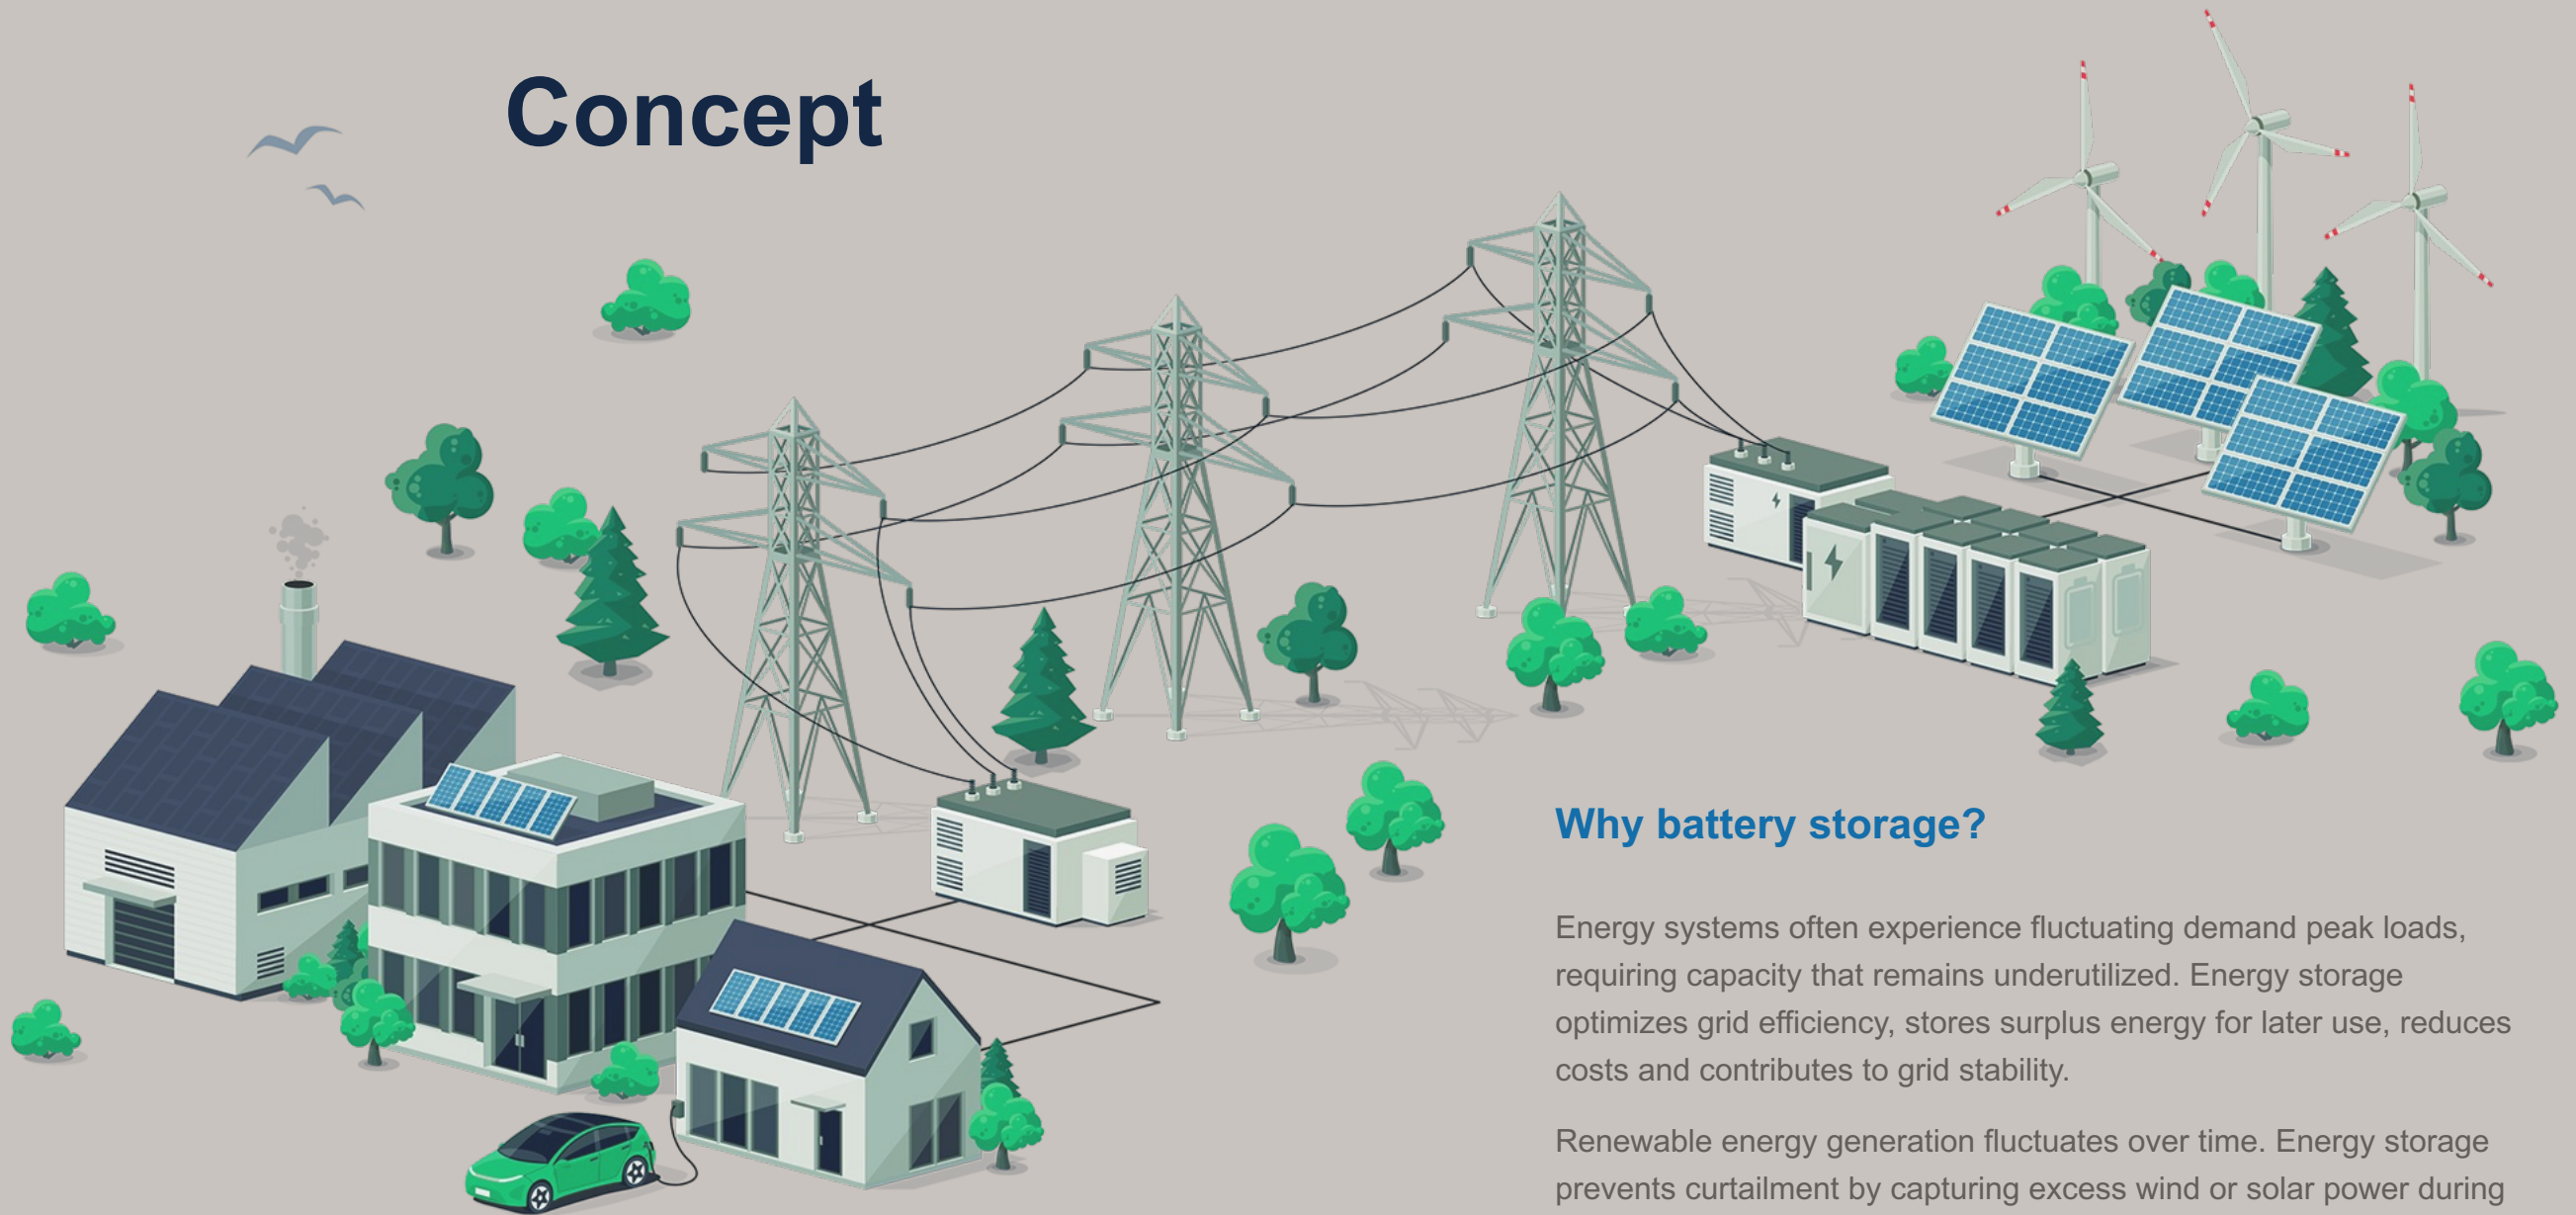 Concept
Why battery storage?
Energy systems often experience fluctuating demand peak loads,
requiring capacity that remains underutilized. Energy storage
optimizes grid efficiency, stores surplus energy for later use, reduces
costs and contributes to grid stability.
Renewable energy generation fluctuates over time. Energy storage
prevents curtailment by capturing excess wind or solar power during